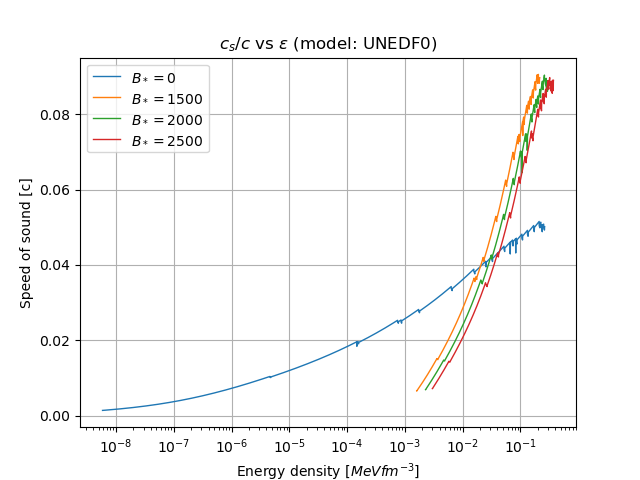 c_s/c vs ε (model: UNEDF0)
B_* = 0
B_* = 1500
B_* = 2000
B_* = 2500
Speed of sound [c]
0.08
0.06
0.04
0.02
0.00
10^−8 10^−7 10^−6 10^−5 10^−4 10^−3 10^−2 10^−1
Energy density [MeVfm^−3]